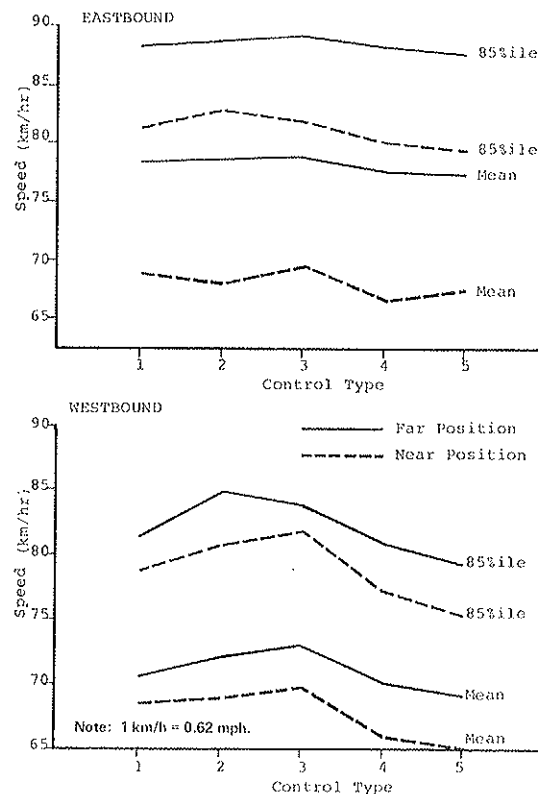 EASTBOUND
90
85
80
75
70
65
Speed (km/hr)
85%ile
85%ile
Mean
Mean
1 2 3 4 5
Control Type
WESTBOUND
90
85
80
75
70
65
Speed (km/hr)
Far Position
Near Position
85%ile
85%ile
Mean
Mean
Note: 1 km/h = 0.62 mph.
1 2 3 4 5
Control Type